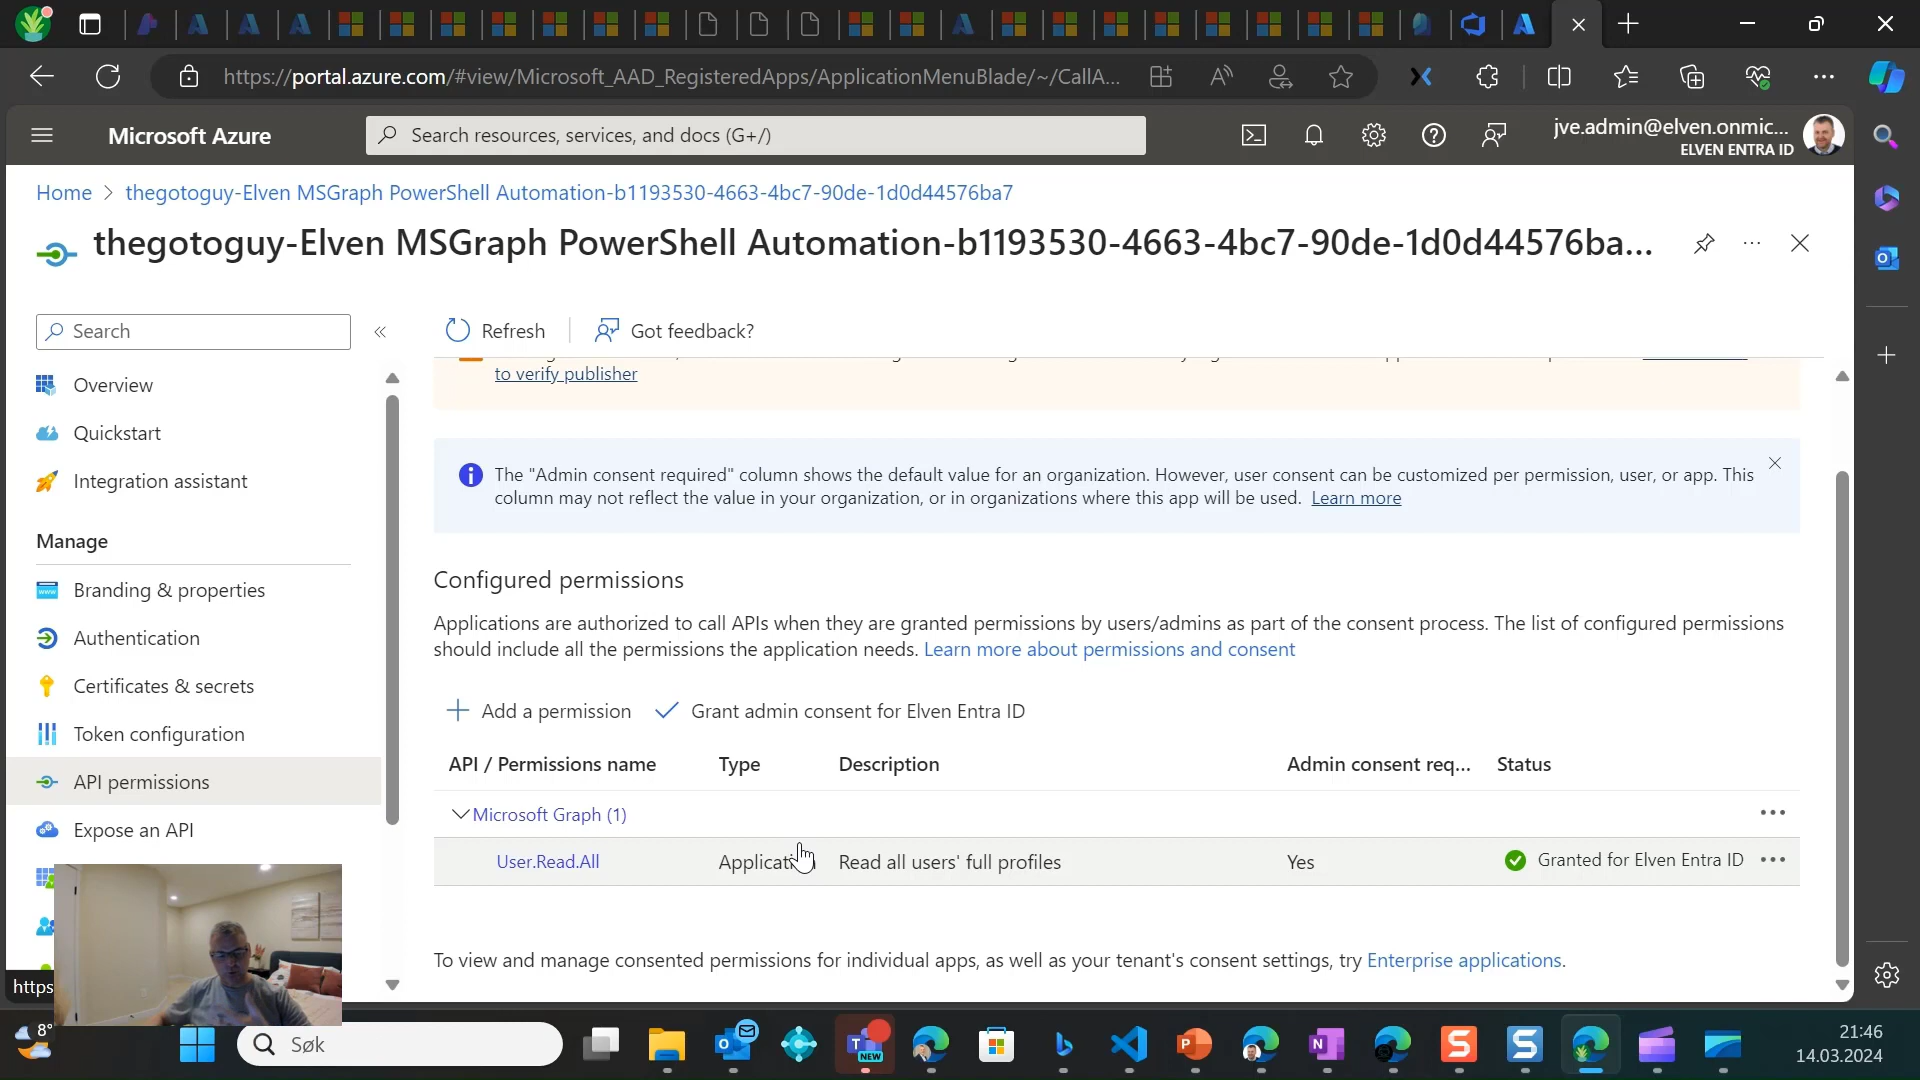 https://portal.azure.com/#view/Microsoft_AAD_RegisteredApps/ApplicationMenuBlade/~/CallA...
Microsoft Azure
Search resources, services, and docs (G+/)
jve.admin@elven.onmic...
ELVEN ENTRA ID
Home > thegotoguy-Elven MSGraph PowerShell Automation-b1193530-4663-4bc7-90de-1d0d44576ba7
thegotoguy-Elven MSGraph PowerShell Automation-b1193530-4663-4bc7-90de-1d0d44576ba...
Search
Refresh
Got feedback?
Overview
Quickstart
Integration assistant
Manage
Branding & properties
Authentication
Certificates & secrets
Token configuration
API permissions
Expose an API
to verify publisher
The "Admin consent required" column shows the default value for an organization. However, user consent can be customized per permission, user, or app. This
column may not reflect the value in your organization, or in organizations where this app will be used. Learn more
Configured permissions
Applications are authorized to call APIs when they are granted permissions by users/admins as part of the consent process. The list of configured permissions
should include all the permissions the application needs. Learn more about permissions and consent
Add a permission
Grant admin consent for Elven Entra ID
API / Permissions name Type Description Admin consent req... Status
Microsoft Graph (1)
User.Read.All Read all users' full profiles Yes Granted for Elven Entra ID
To view and manage consented permissions for individual apps, as well as your tenant's consent settings, try Enterprise applications.
https
8°
Søk
NEW
21:46
14.03.2024